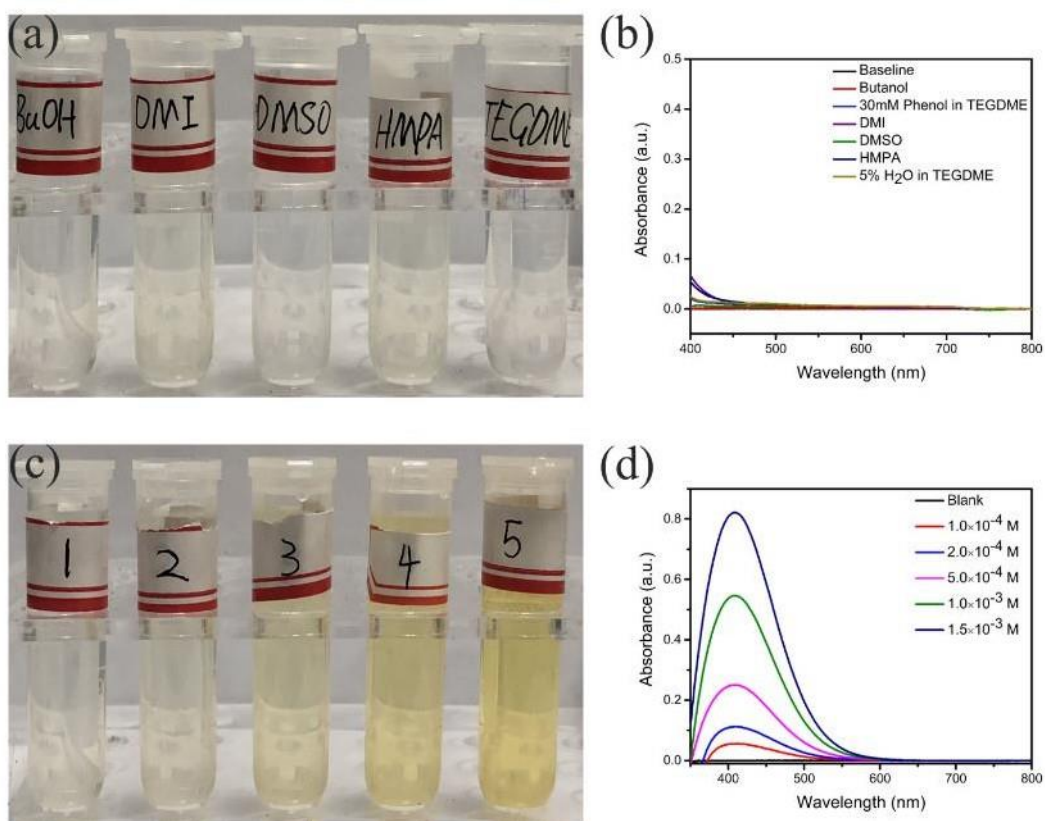 (a)
BuOH
DMI
DMSO
HMPA
TEGDME
(b)
Absorbance (a.u.)
0.5
0.4
0.3
0.2
0.1
0.0
Baseline
Butanol
30mM Phenol in TEGDME
DMI
DMSO
HMPA
5% H₂O in TEGDME
400
500
600
700
800
Wavelength (nm)
(c)
1
2
3
4
5
(d)
Absorbance (a.u.)
0.8
0.6
0.4
0.2
0.0
Blank
1.0×10⁻⁴ M
2.0×10⁻⁴ M
5.0×10⁻⁴ M
1.0×10⁻³ M
1.5×10⁻³ M
400
500
600
700
800
Wavelength (nm)